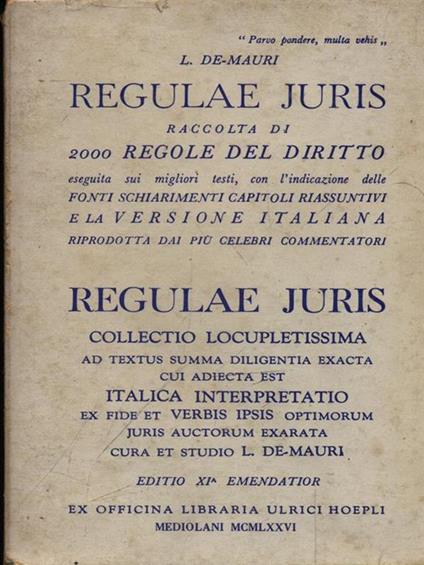 “ Parvo pondere, multa vehis „
L. DE-MAURI
REGULAE JURIS
RACCOLTA DI
2000 REGOLE DEL DIRITTO
eseguita sui migliori testi, con l'indicazione delle
FONTI SCHIARIMENTI CAPITOLI RIASSUNTIVI
E LA VERSIONE ITALIANA
RIPRODOTTA DAI PIÙ CELEBRI COMMENTATORI
REGULAE JURIS
COLLECTIO LOCUPLETISSIMA
AD TEXTUS SUMMA DILIGENTIA EXACTA
CUI ADIECTA EST
ITALICA INTERPRETATIO
EX FIDE ET VERBIS IPSIS OPTIMORUM
JURIS AUCTORUM EXARATA
CURA ET STUDIO L. DE-MAURI
EDITIO XIᴬ EMENDATIOR
EX OFFICINA LIBRARIA ULRICI HOEPLI
MEDIOLANI MCMLXXVI